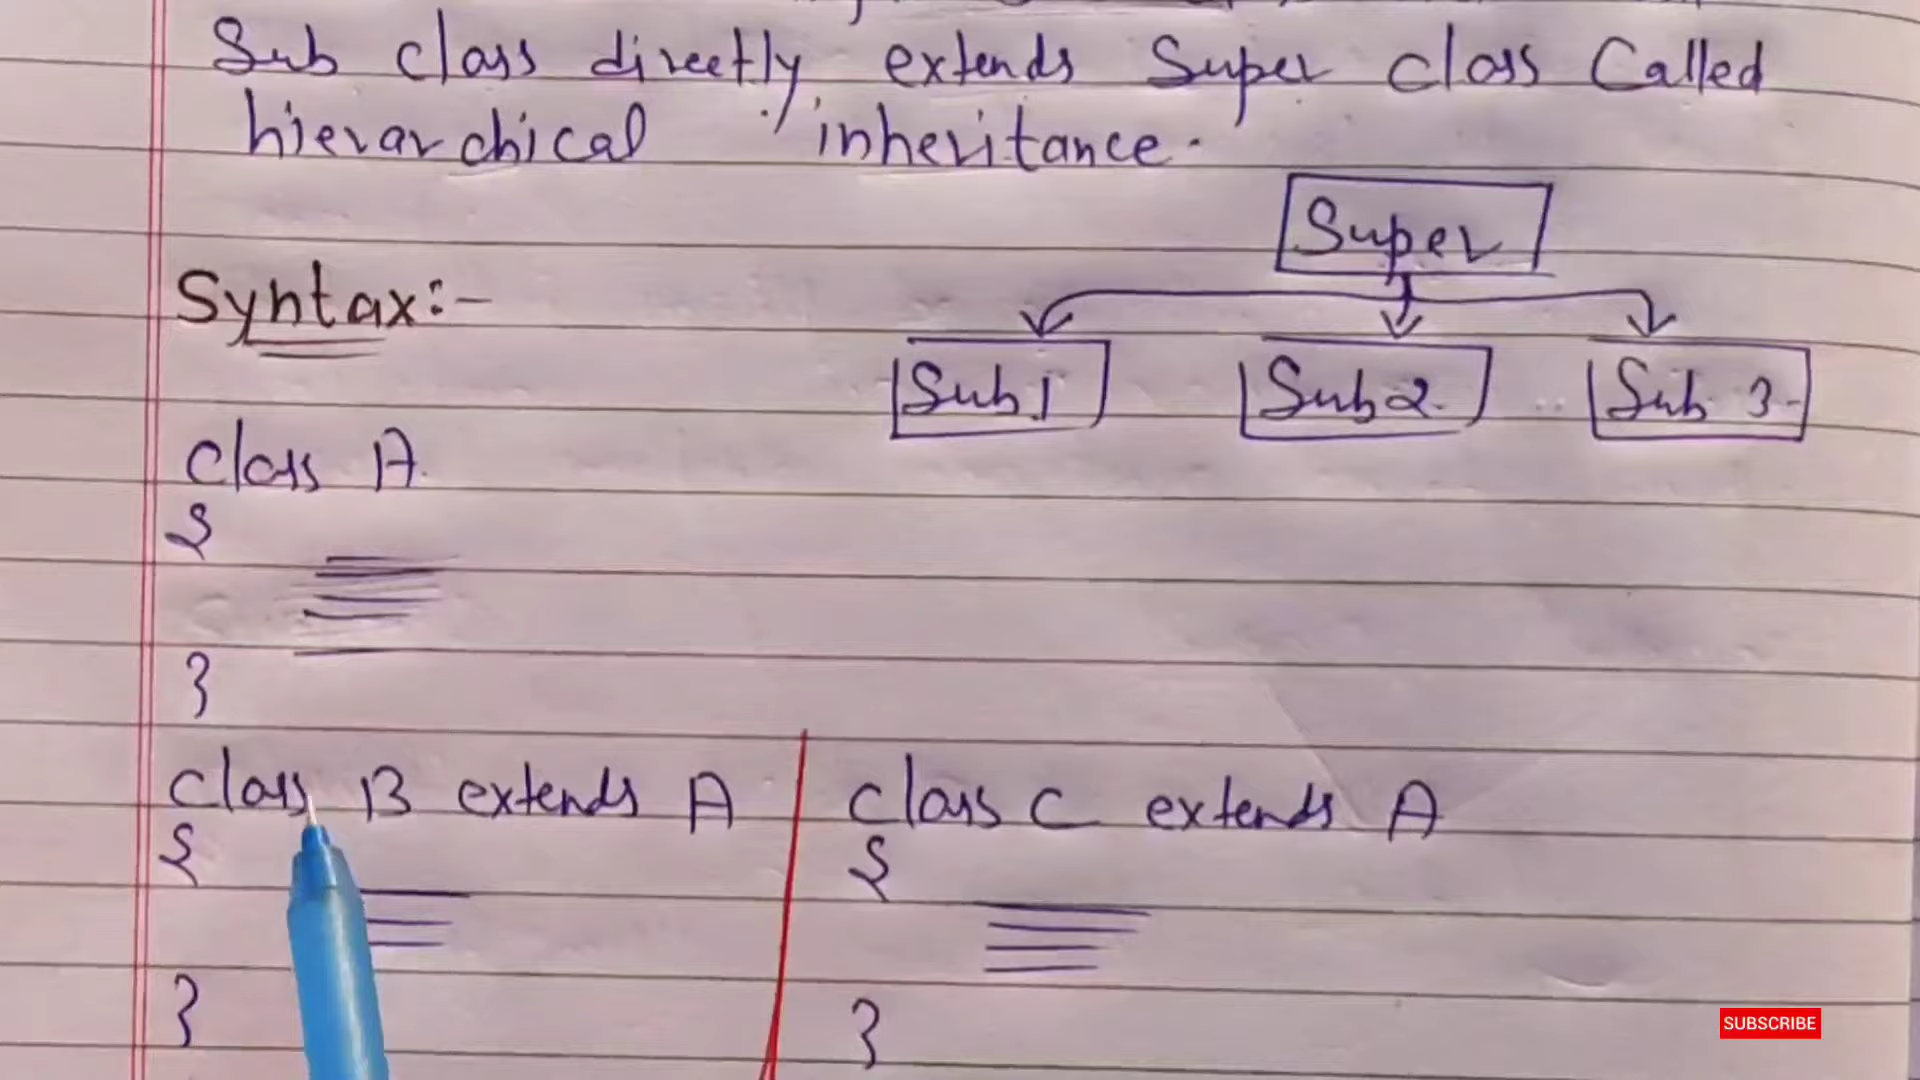 Sub class directly extends Super class Called
hierarchical inheritance.
Super
Syntax:-
Sub 1 Sub 2 Sub 3
Class A
{
}
Class B extends A
{
}
Class C extends A
{
}
SUBSCRIBE